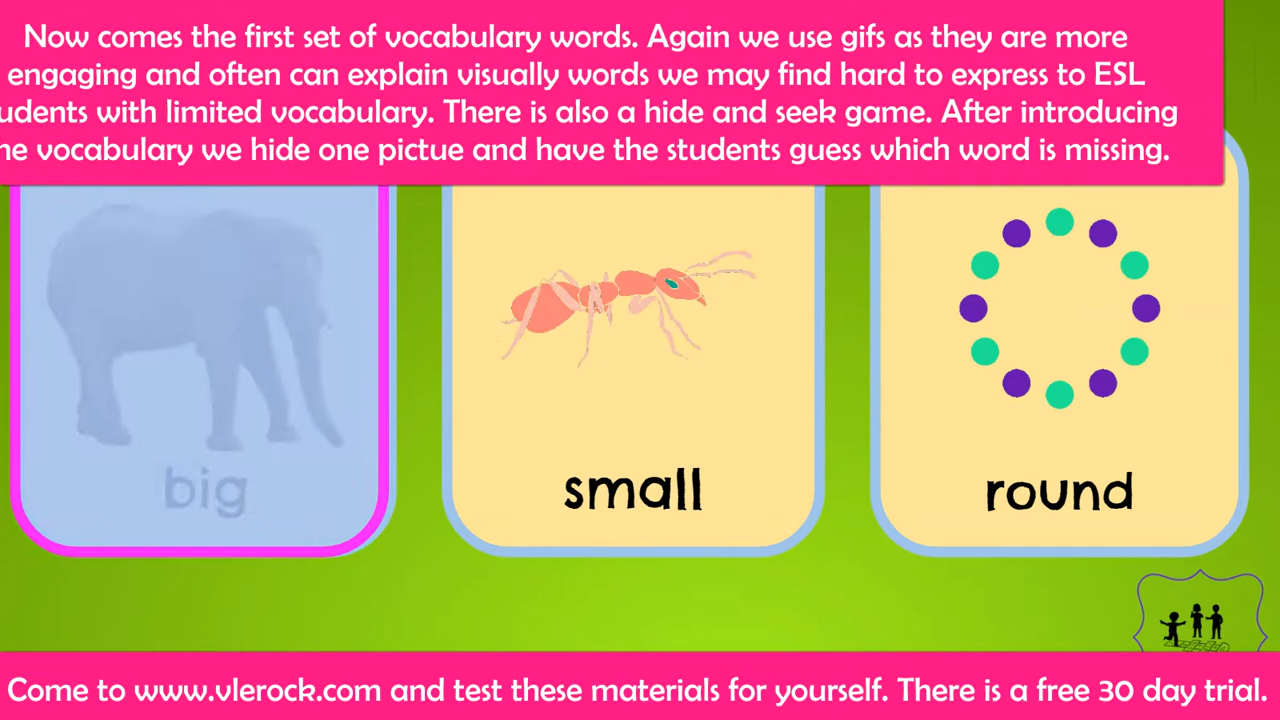 Now comes the first set of vocabulary words. Again we use gifs as they are more
engaging and often can explain visually words we may find hard to express to ESL
udents with limited vocabulary. There is also a hide and seek game. After introducing
he vocabulary we hide one pictue and have the students guess which word is missing.
big
small
round
Come to www.vlerock.com and test these materials for yourself. There is a free 30 day trial.